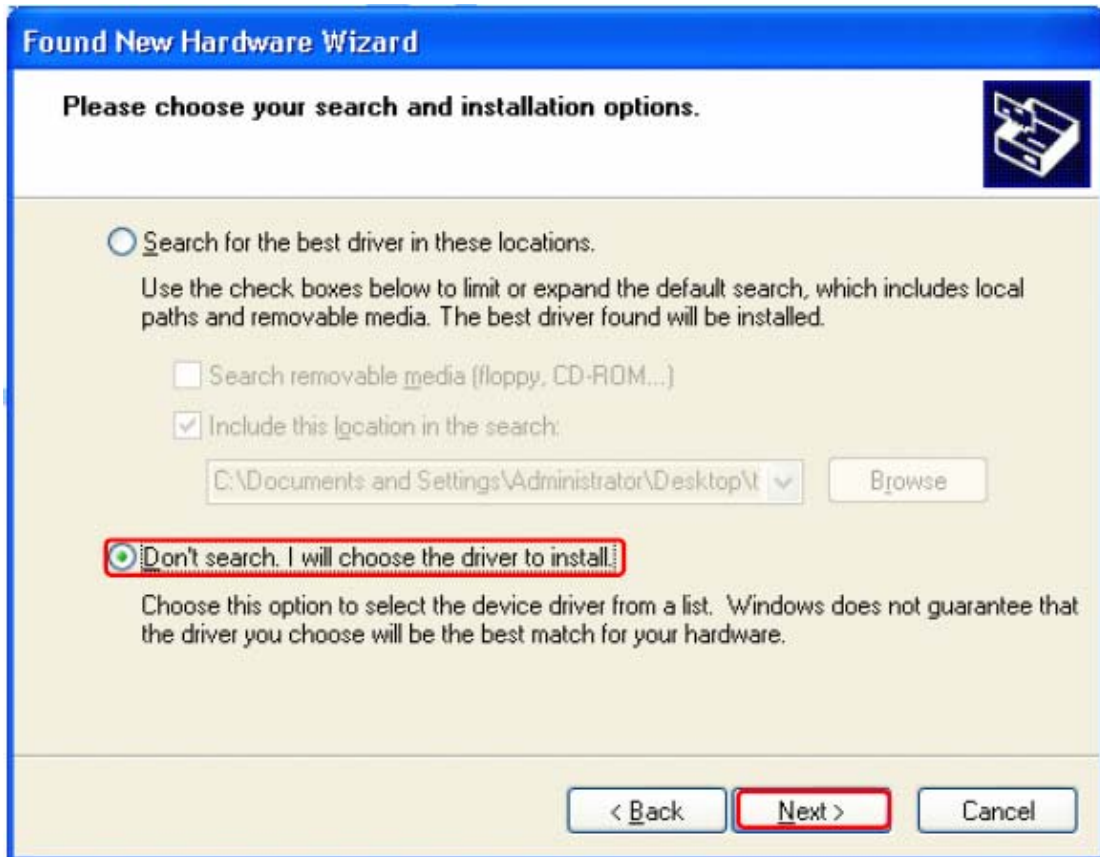 Found New Hardware Wizard
Please choose your search and installation options.
Search for the best driver in these locations.
Use the check boxes below to limit or expand the default search, which includes local
paths and removable media. The best driver found will be installed.
Search removable media (floppy, CD-ROM...)
Include this location in the search:
C:\Documents and Settings\Administrator\Desktop\t
Browse
Don't search. I will choose the driver to install.
Choose this option to select the device driver from a list. Windows does not guarantee that
the driver you choose will be the best match for your hardware.
< Back
Next >
Cancel